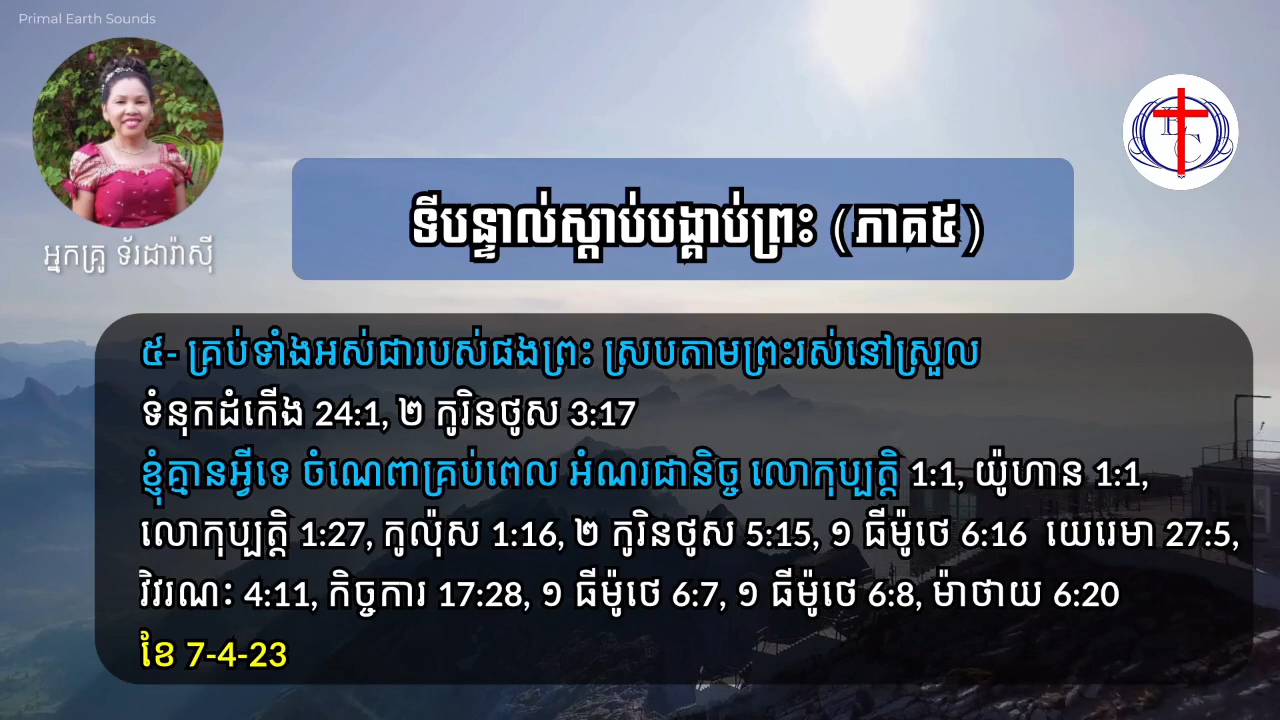 Primal Earth Sounds
អ្នកគ្រូ ទ័រដារ៉ាស៊ី
ទីបន្ទាល់ស្ដាប់បង្គាប់ព្រះ (ភាគ៥)
៥- គ្រប់ទាំងអស់ជារបស់ផងព្រះ ស្របតាមព្រះរស់នៅស្រួល
ទំនុកដំកើង 24:1, ២ កូរិនថូស 3:17
ខ្ញុំគ្មានអ្វីទេ ចំណេពាគ្រប់ពេល អំណរជានិច្ច លោកុប្បត្តិ 1:1, យ៉ូហាន 1:1,
លោកុប្បត្តិ 1:27, កូល៉ុស 1:16, ២ កូរិនថូស 5:15, ១ ធីម៉ូថេ 6:16 យេរេមា 27:5,
វិវរណៈ 4:11, កិច្ចការ 17:28, ១ ធីម៉ូថេ 6:7, ១ ធីម៉ូថេ 6:8, ម៉ាថាយ 6:20
ខែ 7-4-23